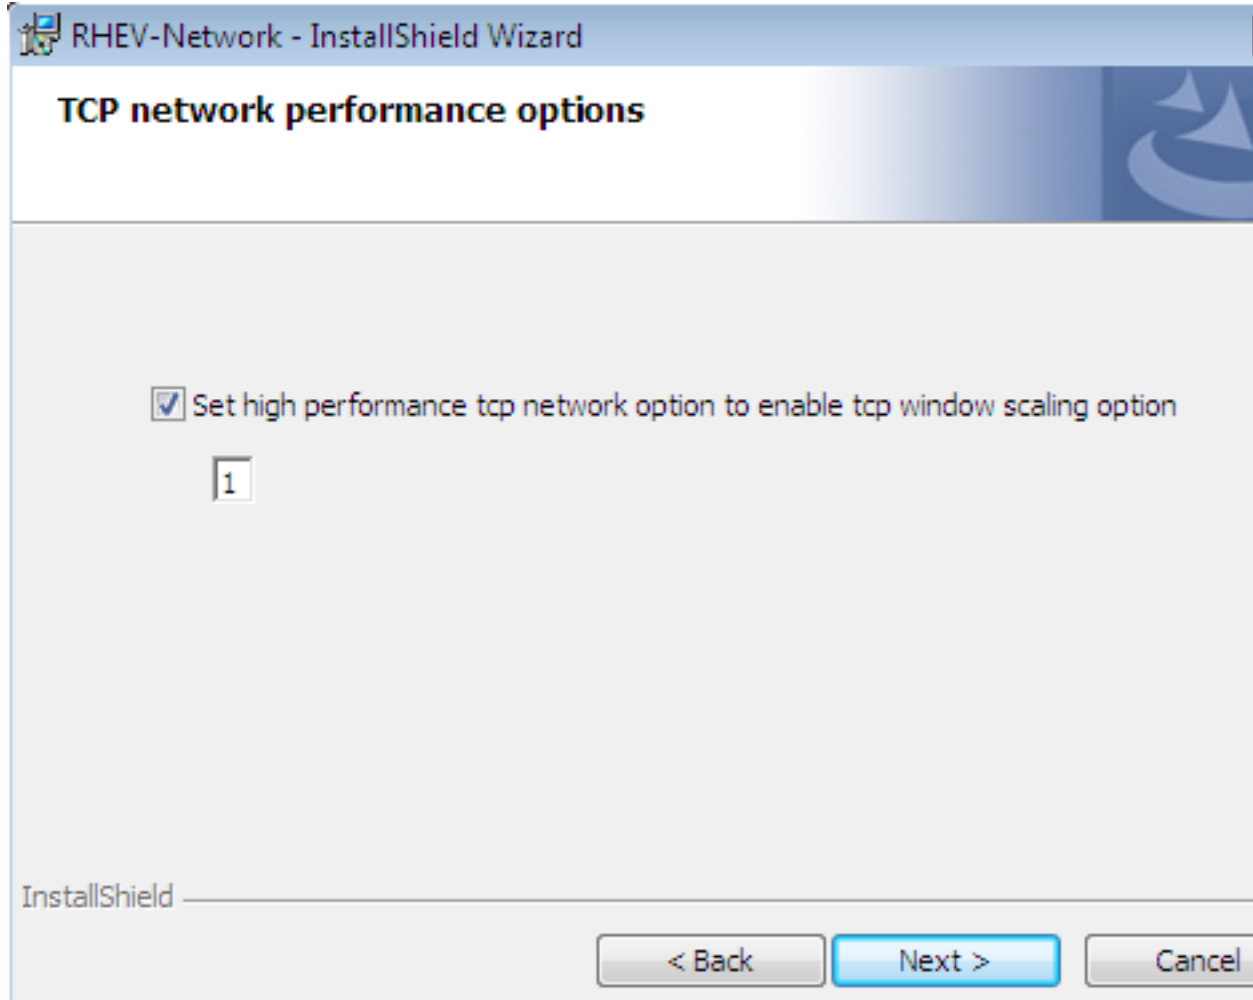 RHEV-Network - InstallShield Wizard
TCP network performance options
Set high performance tcp network option to enable tcp window scaling option
1
InstallShield
< Back
Next >
Cancel